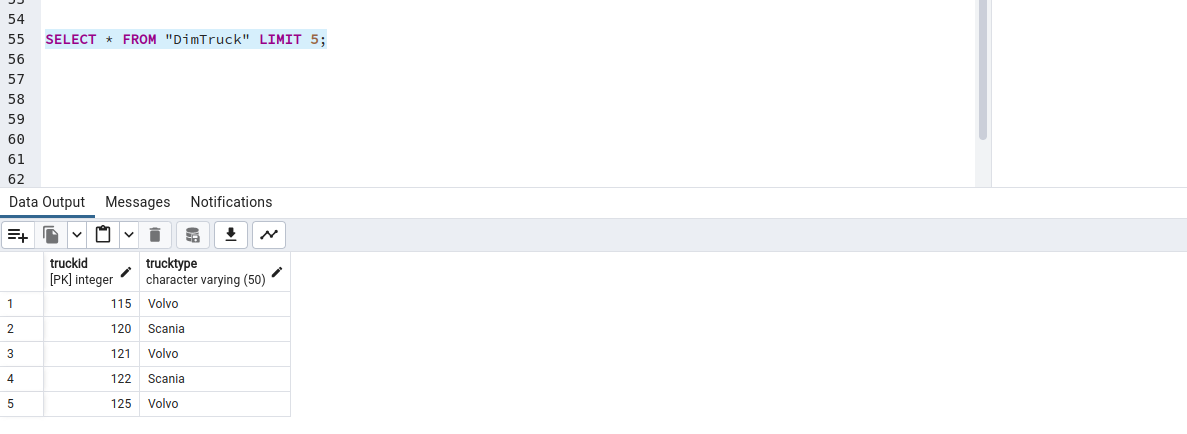 53
54
55 SELECT * FROM "DimTruck" LIMIT 5;
56
57
58
59
60
61
62
Data Output Messages Notifications
truckid trucktype
[PK] integer character varying (50)
1 115 Volvo
2 120 Scania
3 121 Volvo
4 122 Scania
5 125 Volvo